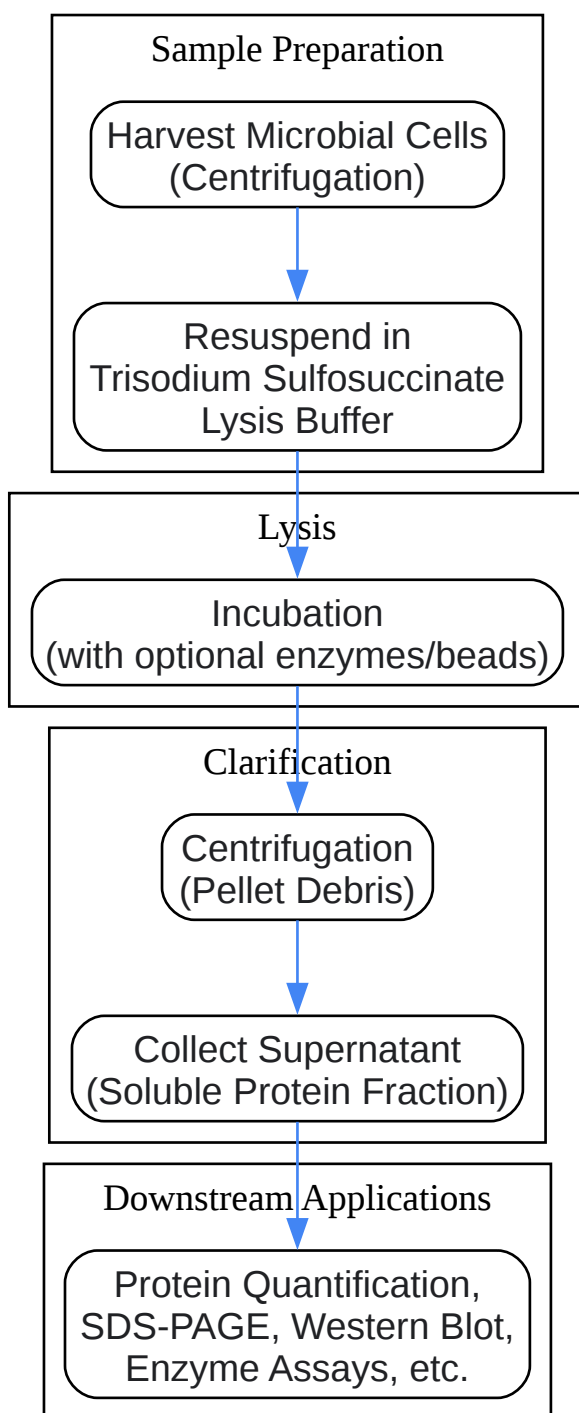 Sample Preparation
Harvest Microbial Cells
(Centrifugation)
Resuspend in
Trisodium Sulfosuccinate
Lysis Buffer
Lysis
Incubation
(with optional enzymes/beads)
Clarification
Centrifugation
(Pellet Debris)
Collect Supernatant
(Soluble Protein Fraction)
Downstream Applications
Protein Quantification,
SDS-PAGE, Western Blot,
Enzyme Assays, etc.